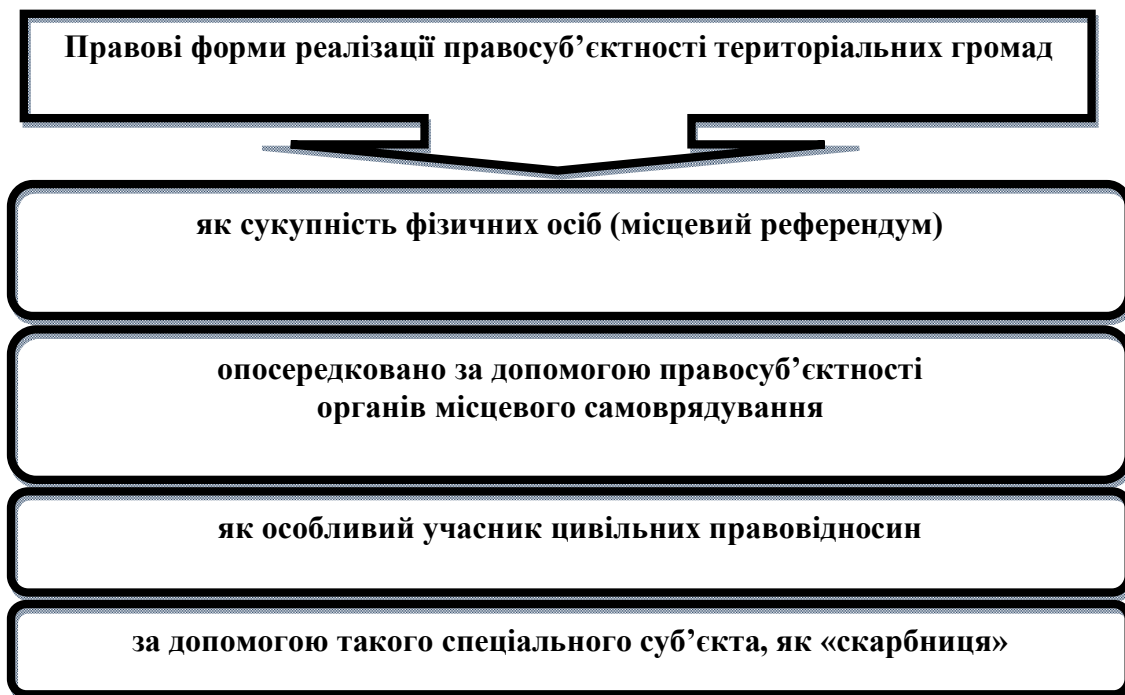 Правові форми реалізації правосуб’єктності територіальних громад
як сукупність фізичних осіб (місцевий референдум)
опосередковано за допомогою правосуб’єктності
органів місцевого самоврядування
як особливий учасник цивільних правовідносин
за допомогою такого спеціального суб’єкта, як «скарбниця»